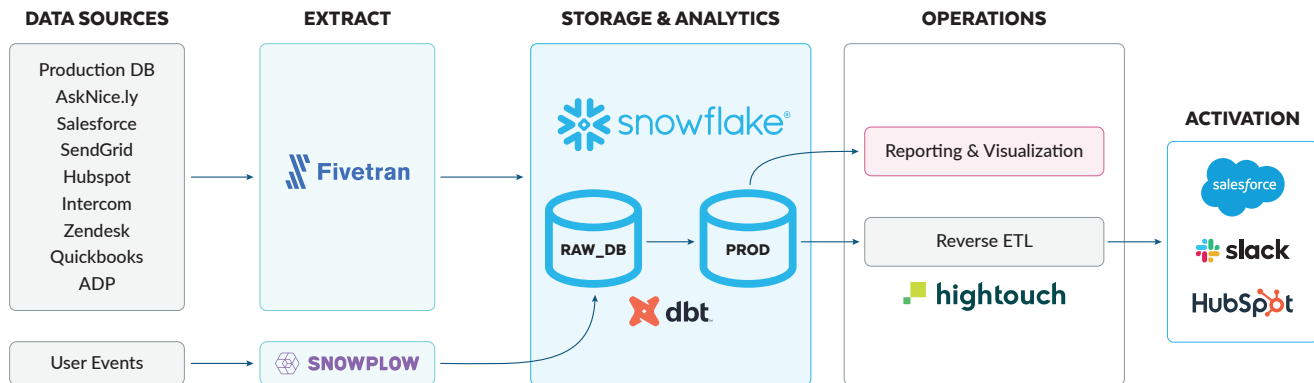 DATA SOURCES
EXTRACT
STORAGE & ANALYTICS
OPERATIONS
ACTIVATION
Production DB
AskNice.ly
Salesforce
SendGrid
Hubspot
Intercom
Zendesk
Quickbooks
ADP
User Events
Fivetran
SNOWPLOW
snowflake®
RAW_DB
PROD
dbt
Reporting & Visualization
Reverse ETL
hightouch
salesforce
slack
HubSpot